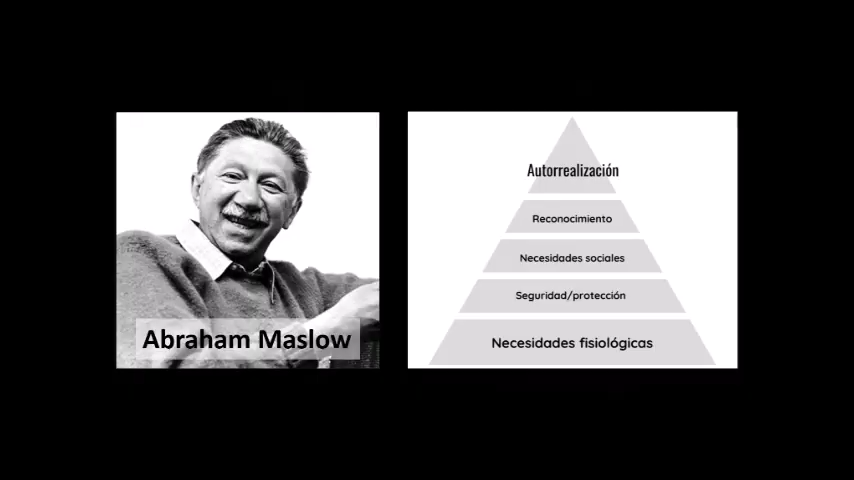 Abraham Maslow
Autorrealización
Reconocimiento
Necesidades sociales
Seguridad/protección
Necesidades fisiológicas